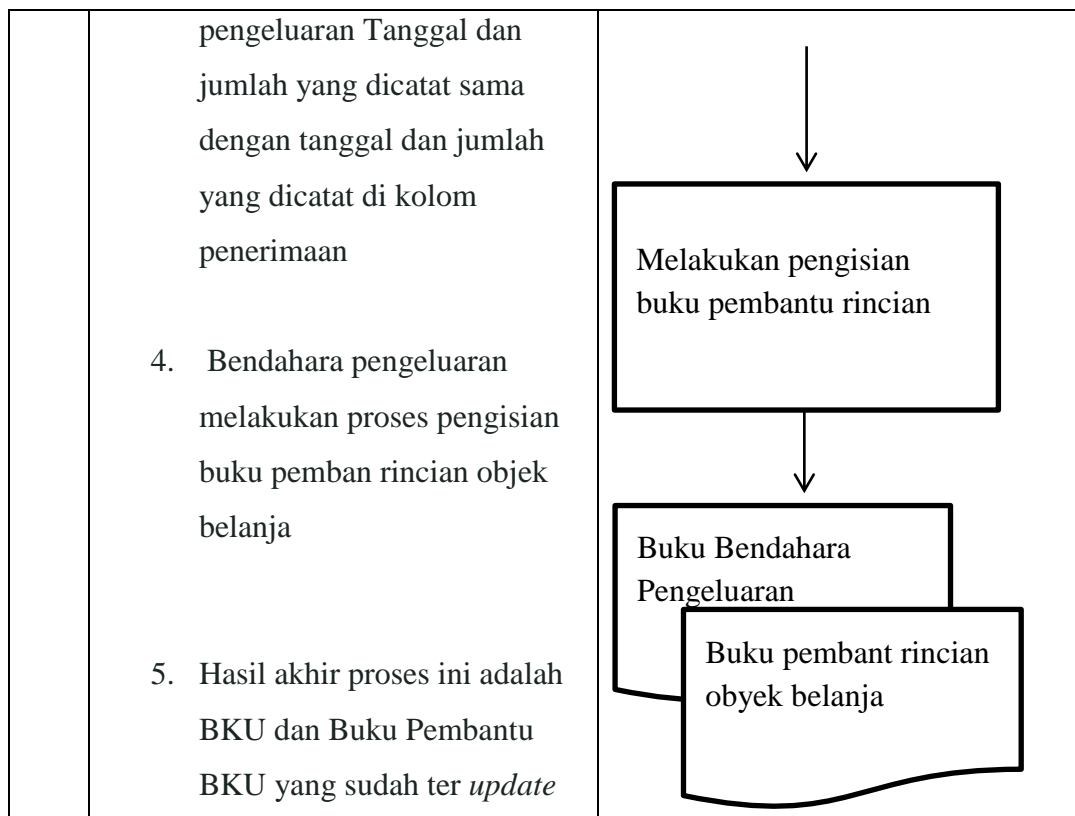 pengeluaran Tanggal dan
jumlah yang dicatat sama
dengan tanggal dan jumlah
yang dicatat di kolom
penerimaan
4. Bendahara pengeluaran
melakukan proses pengisian
buku pemban rincian objek
belanja
5. Hasil akhir proses ini adalah
BKU dan Buku Pembantu
BKU yang sudah ter update
Melakukan pengisian
buku pembantu rincian
Buku Bendahara
Pengeluaran
Buku pembant rincian
obyek belanja